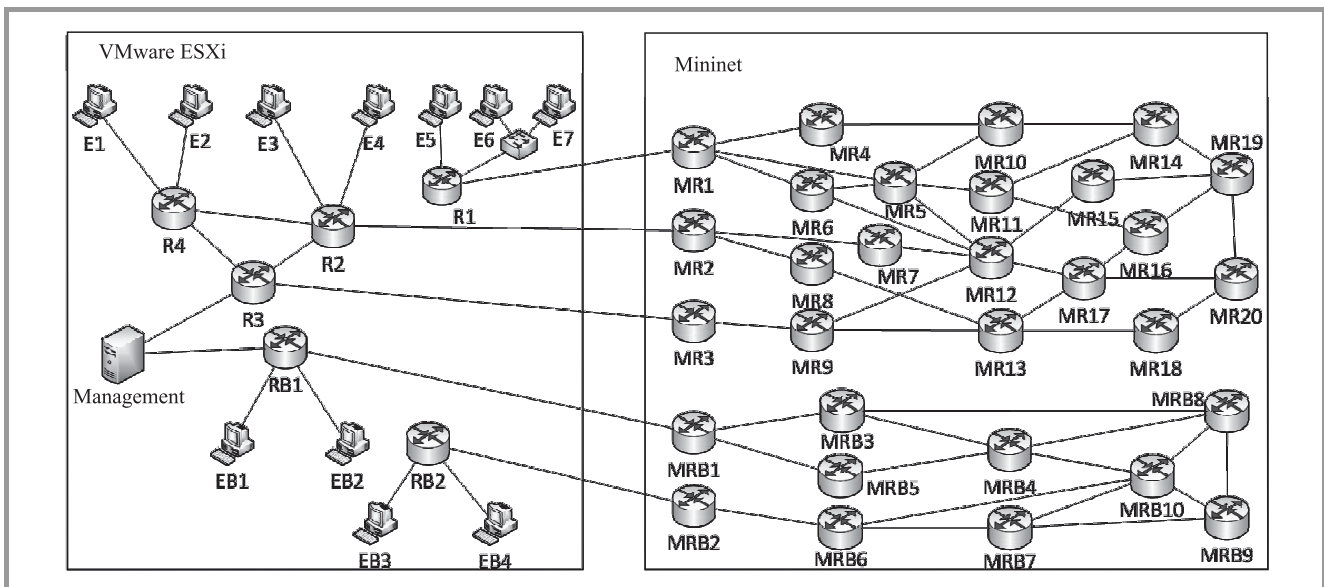 VMware ESXi
Mininet
E1
E2
E3
E4
E5
E6
E7
R1
R4
R2
R3
Management
RB1
EB1
EB2
RB2
EB3
EB4
MR1
MR4
MR10
MR14
MR19
MR6
MR5
MR11
MR15
MR16
MR2
MR7
MR8
MR12
MR17
MR20
MR3
MR9
MR13
MR18
MRB8
MRB3
MRB1
MRB5
MRB4
MRB10
MRB2
MRB6
MRB7
MRB9